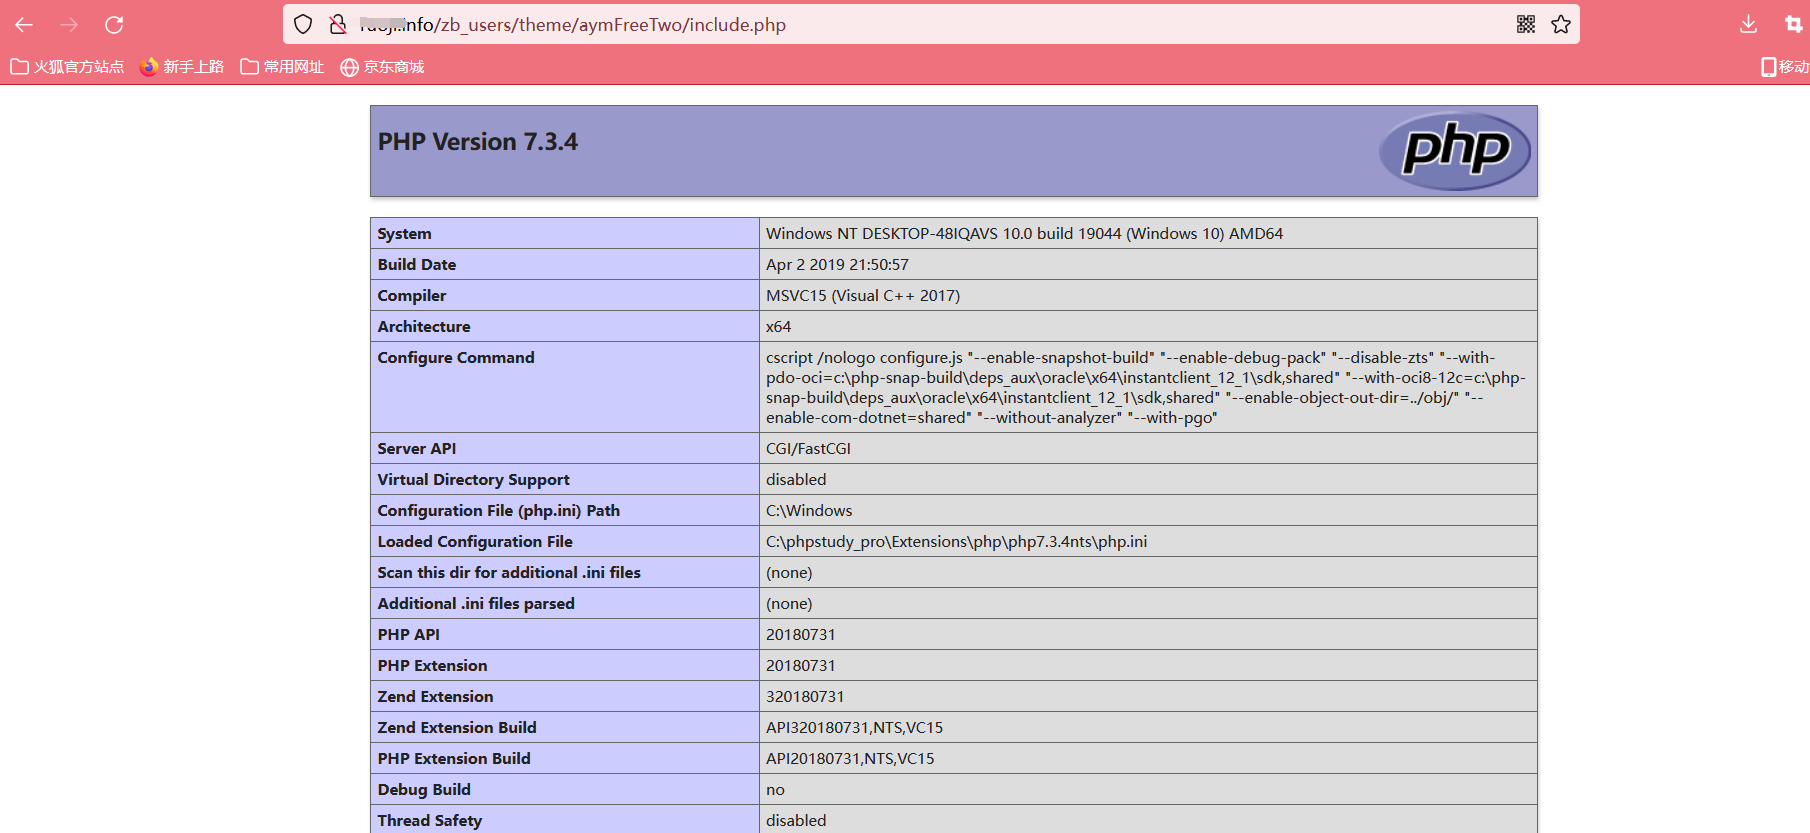 nfo/zb_users/theme/aymFreeTwo/include.php
火狐官方站点 新手上路 常用网址 京东商城 移动
PHP Version 7.3.4
php
System Windows NT DESKTOP-48IQAVS 10.0 build 19044 (Windows 10) AMD64
Build Date Apr 2 2019 21:50:57
Compiler MSVC15 (Visual C++ 2017)
Architecture x64
Configure Command cscript /nologo configure.js "--enable-snapshot-build" "--enable-debug-pack" "--disable-zts" "--with-
pdo-oci=c:\php-snap-build\deps_aux\oracle\x64\instantclient_12_1\sdk,shared" "--with-oci8-12c=c:\php-
snap-build\deps_aux\oracle\x64\instantclient_12_1\sdk,shared" "--enable-object-out-dir=../obj/" "--
enable-com-dotnet=shared" "--without-analyzer" "--with-pgo"
Server API CGI/FastCGI
Virtual Directory Support disabled
Configuration File (php.ini) Path C:\Windows
Loaded Configuration File C:\phpstudy_pro\Extensions\php\php7.3.4nts\php.ini
Scan this dir for additional .ini files (none)
Additional .ini files parsed (none)
PHP API 20180731
PHP Extension 20180731
Zend Extension 320180731
Zend Extension Build API320180731,NTS,VC15
PHP Extension Build API20180731,NTS,VC15
Debug Build no
Thread Safety disabled